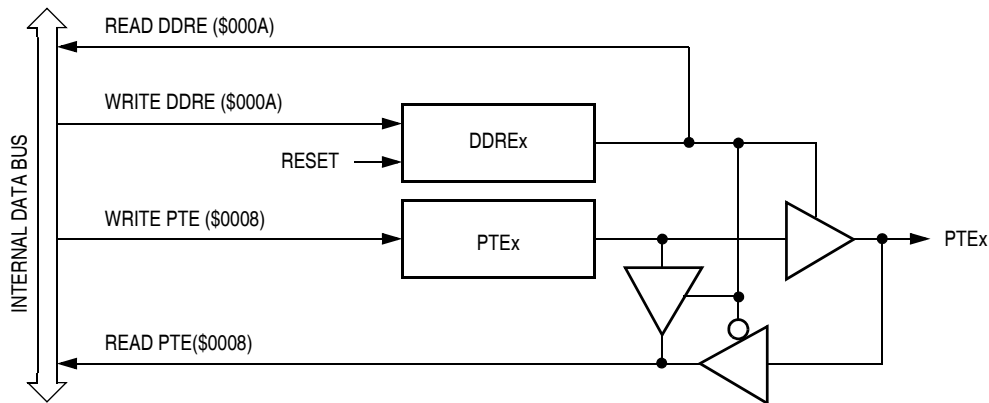 READ DDRE ($000A)
WRITE DDRE ($000A)
DDREx
RESET
INTERNAL DATA BUS
WRITE PTE ($0008)
PTEx
PTEx
READ PTE($0008)